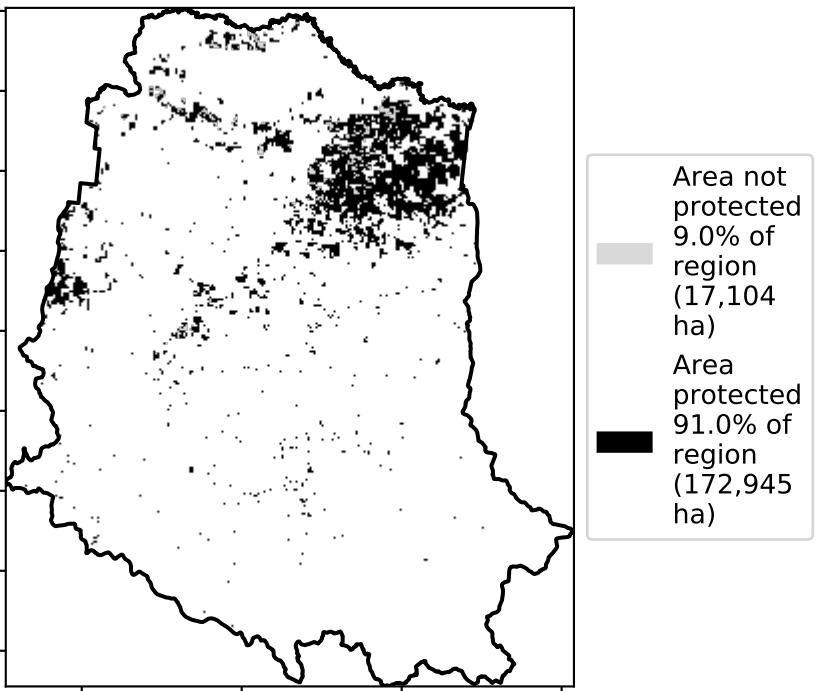 Area not
protected
9.0% of
region
(17,104
ha)
Area
protected
91.0% of
region
(172,945
ha)